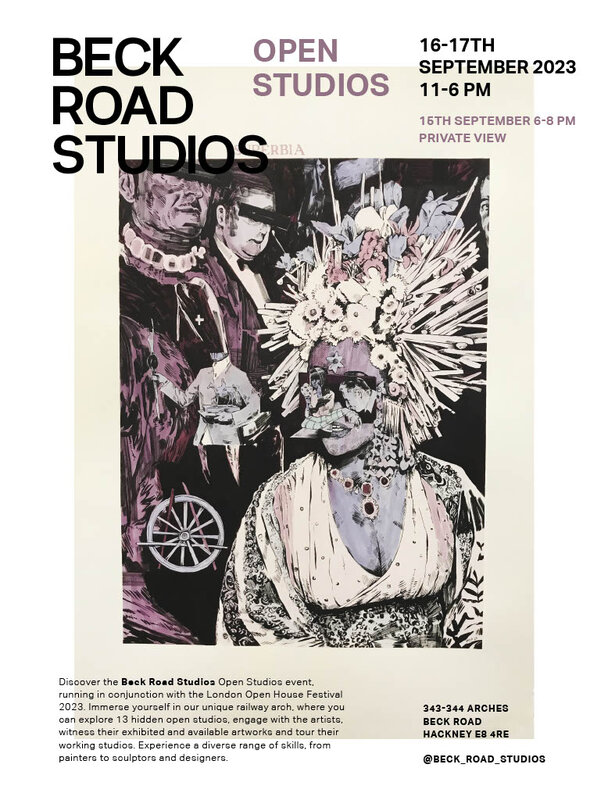 BECK
ROAD
STUDIOS
OPEN
STUDIOS
16-17TH
SEPTEMBER 2023
11-6 PM
15TH SEPTEMBER 6-8 PM
PRIVATE VIEW
Discover the Beck Road Studios Open Studios event,
running in conjunction with the London Open House Festival
2023. Immerse yourself in our unique railway arch, where you
can explore 13 hidden open studios, engage with the artists,
witness their exhibited and available artworks and tour their
working studios. Experience a diverse range of skills, from
painters to sculptors and designers.
343-344 ARCHES
BECK ROAD
HACKNEY E8 4RE
@BECK_ROAD_STUDIOS